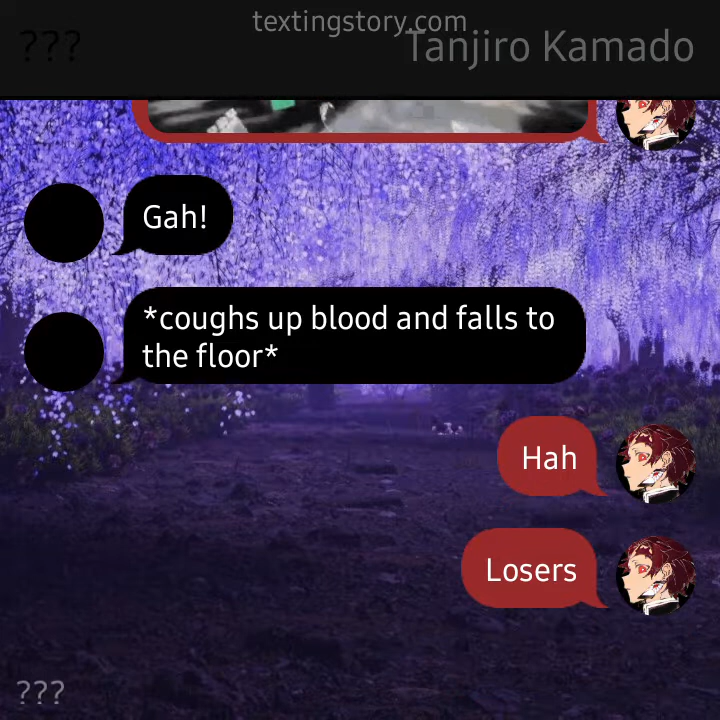 textingstory.com
???
Tanjiro Kamado
Gah!
*coughs up blood and falls to
the floor*
Hah
Losers
???